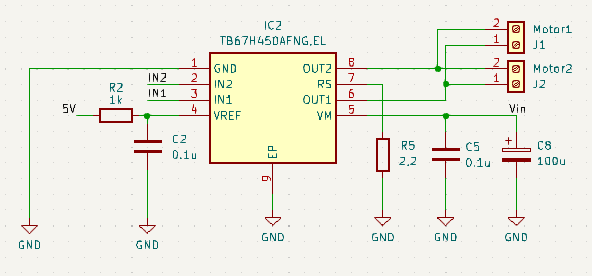 IC2
TB67H450AFNG,EL
2 Motor1
1 J1
1 GND OUT2 8 2 Motor2
IN2 2 IN2 RS 7 1 J2
IN1 3 IN1 OUT1 6
R2
1k
5V 4 VREF VM 5 Vin
C2
0.1u
EP
9
R5
2,2
C5
0.1u
+ C8
100u
GND GND GND GND GND GND